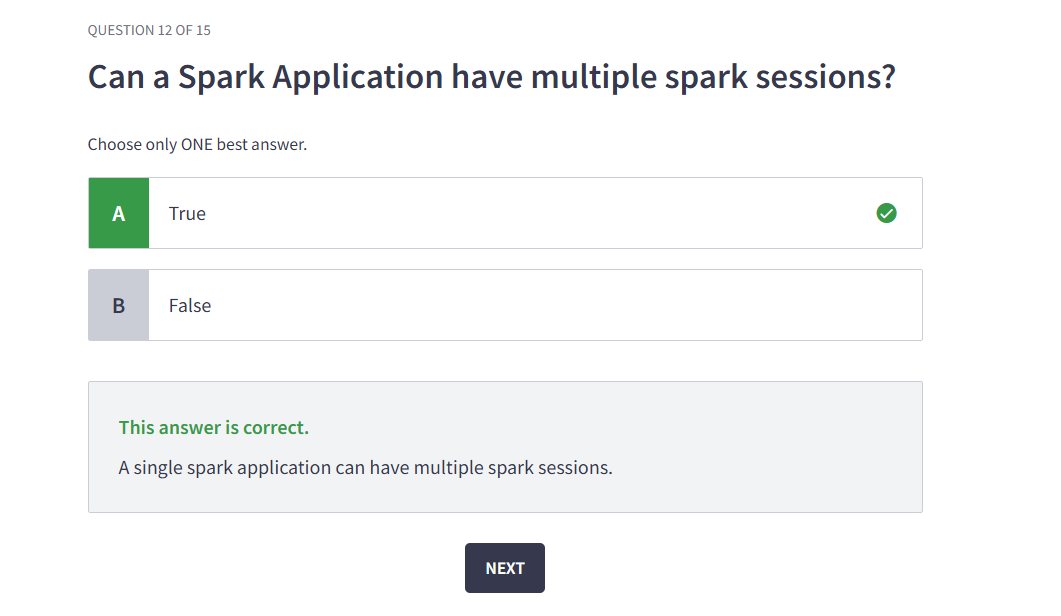 QUESTION 12 OF 15
Can a Spark Application have multiple spark sessions?
Choose only ONE best answer.
A
True
B
False
This answer is correct.
A single spark application can have multiple spark sessions.
NEXT